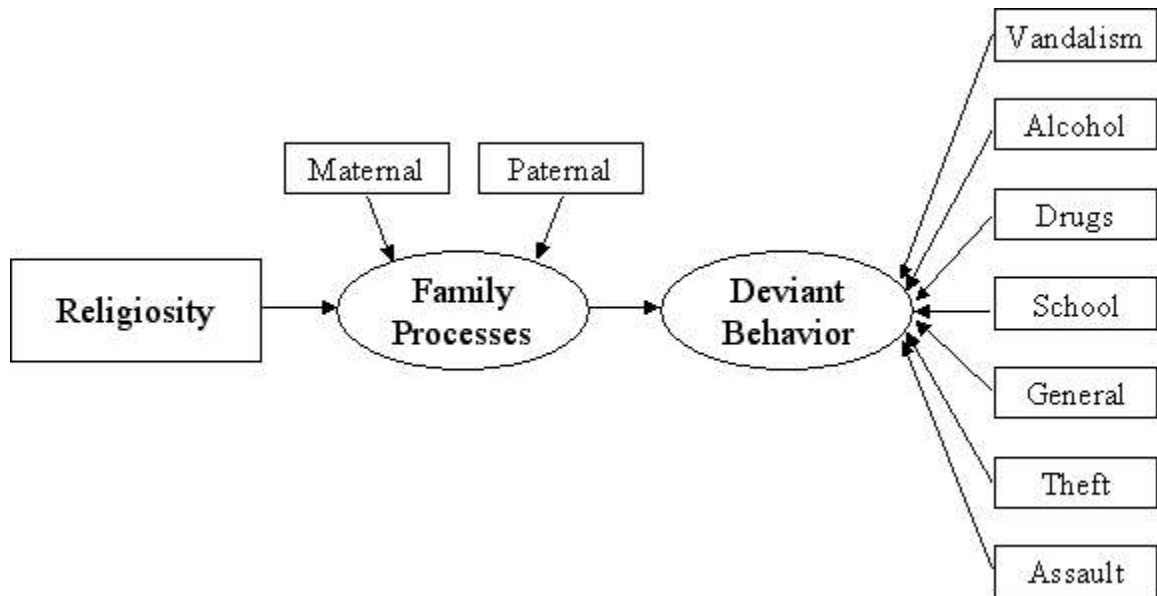 Vandalism
Alcohol
Maternal
Paternal
Drugs
Religiosity
Family
Processes
Deviant
Behavior
School
General
Theft
Assault